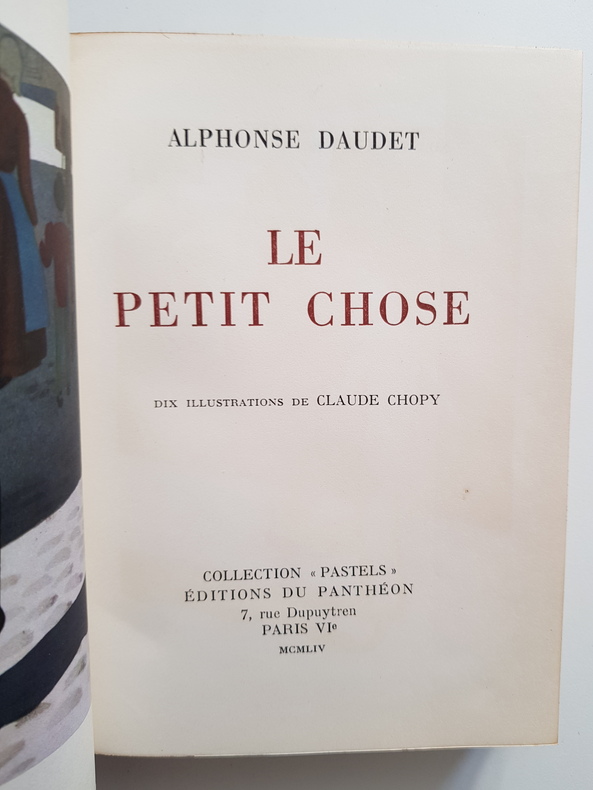 ALPHONSE DAUDET
LE
PETIT CHOSE
DIX ILLUSTRATIONS DE CLAUDE CHOPY
COLLECTION « PASTELS »
ÉDITIONS DU PANTHÉON
7, rue Dupuytren
PARIS VIe
MCMLIV